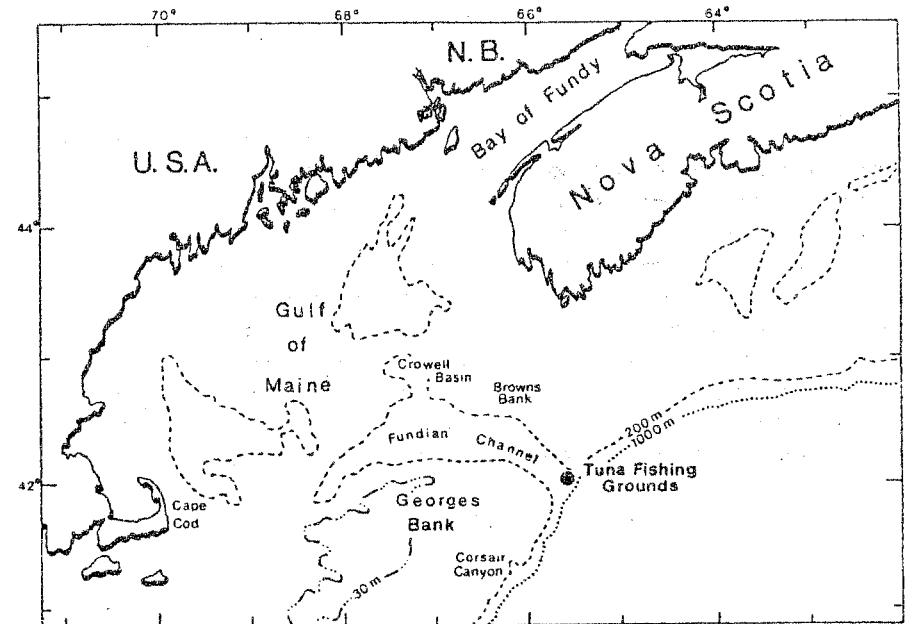 70° 68° 66° 64°
N.B.
Bay of Fundy
Nova Scotia
U.S.A.
44°
Gulf
of
Maine
Crowell
Basin
Browns
Bank
200 m
1000 m
Fundian Channel
Tuna Fishing
Grounds
42°
Georges
Bank
Cape
Cod
Corsair
Canyon
30 m